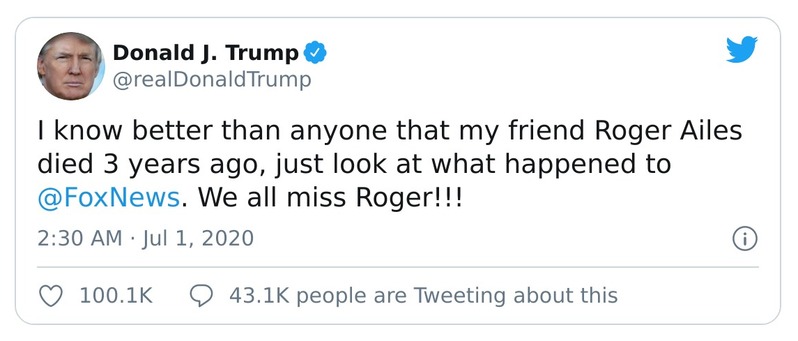 Donald J. Trump
@realDonaldTrump
I know better than anyone that my friend Roger Ailes
died 3 years ago, just look at what happened to
@FoxNews. We all miss Roger!!!
2:30 AM · Jul 1, 2020
100.1K 43.1K people are Tweeting about this